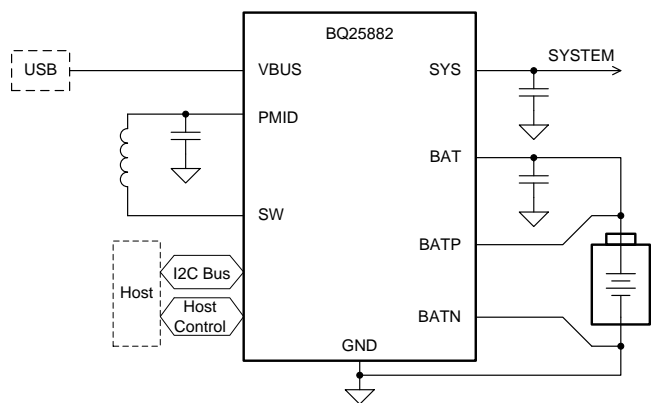 BQ25882
USB
VBUS
SYS
SYSTEM
PMID
BAT
SW
BATP
Host
I2C Bus
Host
Control
BATN
GND